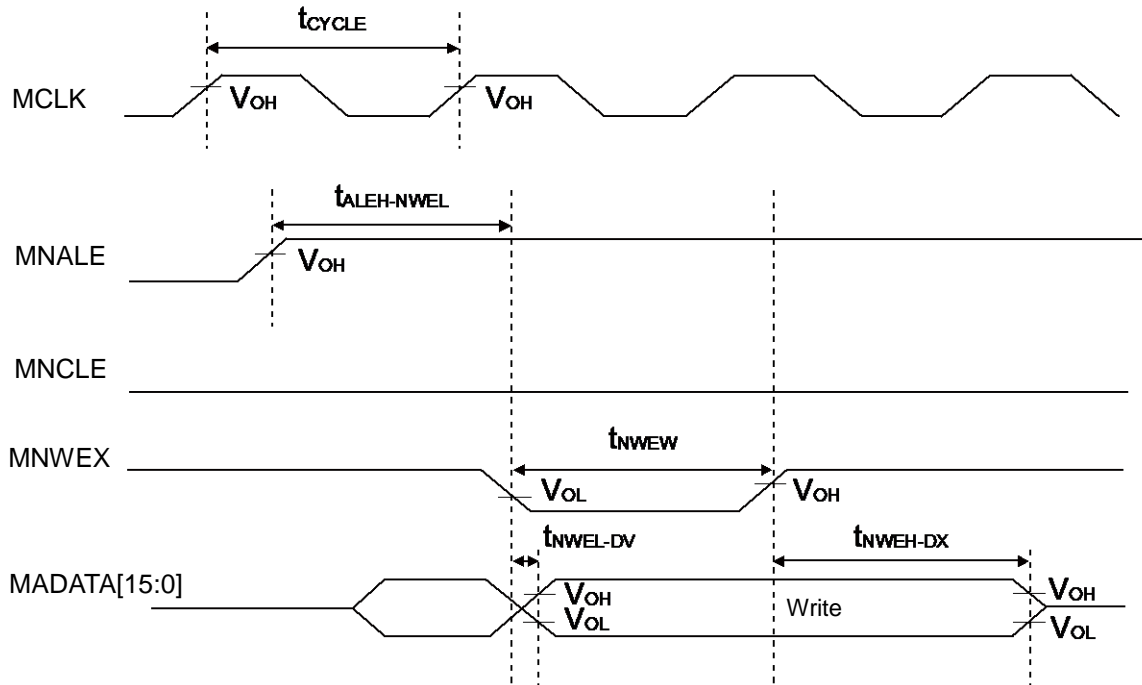 tCYCLE
MCLK
VOH
VOH
tALEH-NWEL
MNALE
VOH
MNCLE
MNWEX
tNWEW
VOL
VOH
tNWEL-DV
tNWEH-DX
MADATA[15:0]
VOH
Write
VOH
VOL
VOL